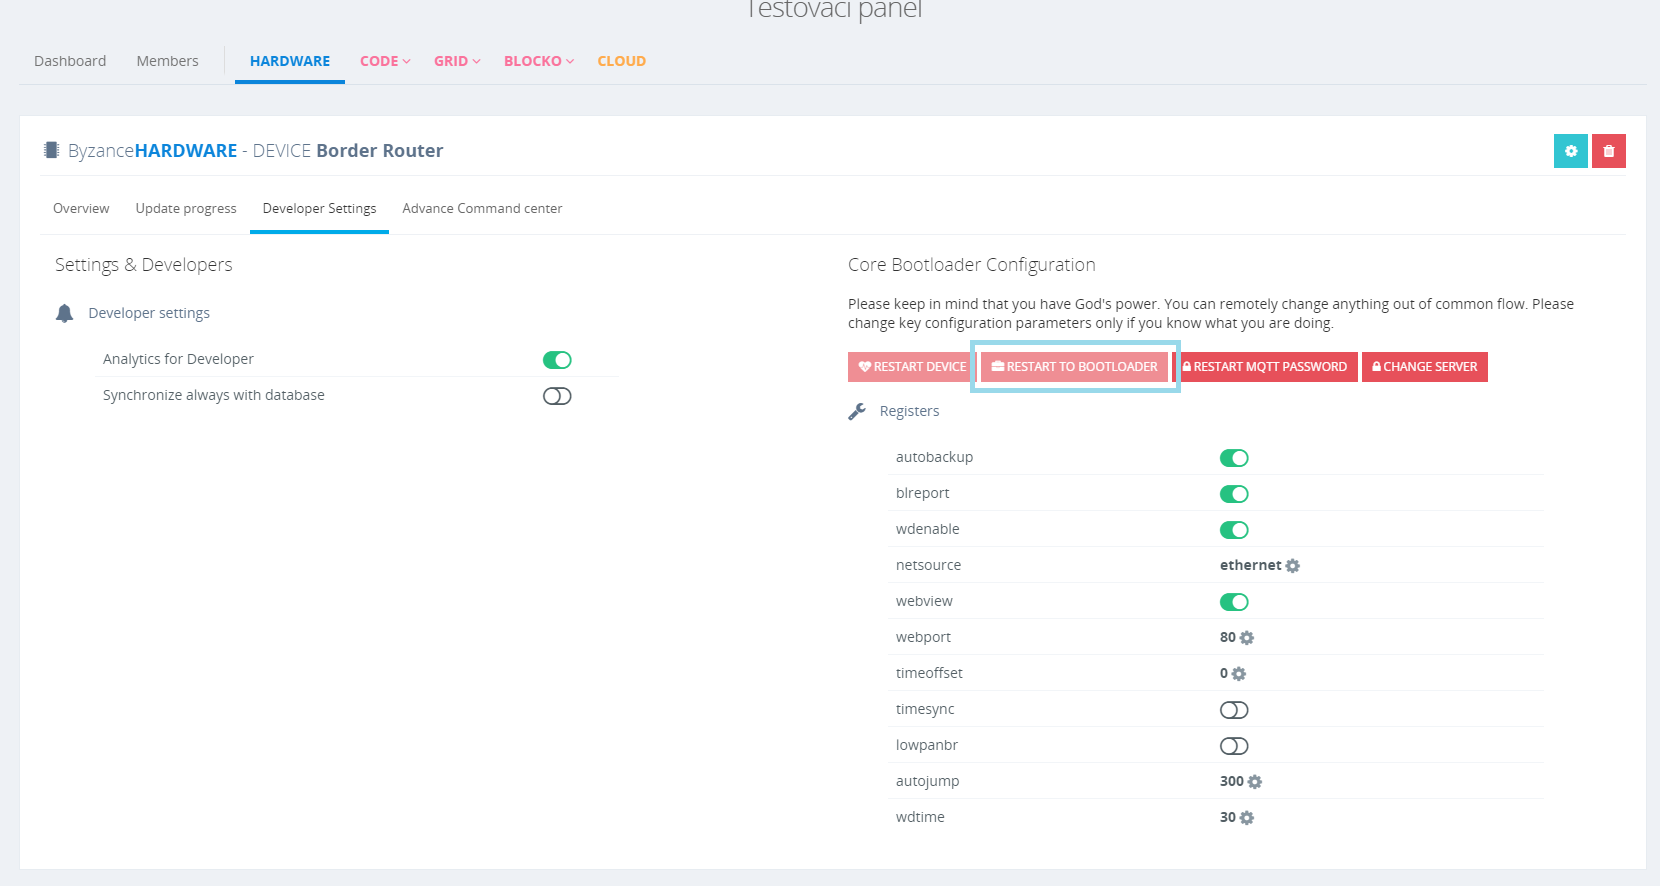 Testovací panel
Dashboard Members HARDWARE CODE GRID BLOCKO CLOUD
ByzanceHARDWARE - DEVICE Border Router
Overview Update progress Developer Settings Advance Command center
Settings & Developers
Developer settings
Analytics for Developer
Synchronize always with database
Core Bootloader Configuration
Please keep in mind that you have God's power. You can remotely change anything out of common flow. Please
change key configuration parameters only if you know what you are doing.
RESTART DEVICE RESTART TO BOOTLOADER RESTART MQTT PASSWORD CHANGE SERVER
Registers
autobackup
blreport
wdenable
netsource ethernet
webview
webport 80
timeoffset 0
timesync
lowpanbr
autojump 300
wdtime 30